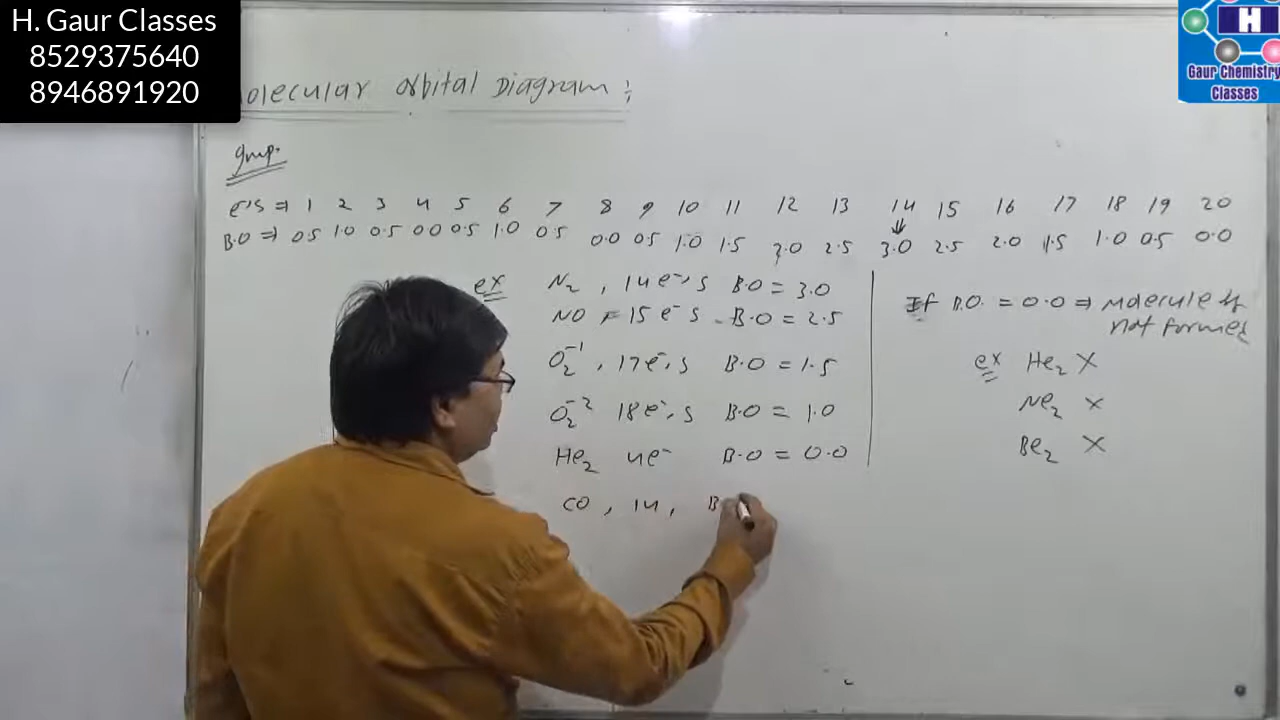 H. Gaur Classes
8529375640
8946891920
H
Gaur Chemistry
Classes
olecular orbital Diagram :
Imp.
e⁻s ⇒ 1 2 3 4 5 6 7 8 9 10 11 12 13 14 15 16 17 18 19 20
B.O ⇒ 0.5 1.0 0.5 0.0 0.5 1.0 0.5 0.0 0.5 1.0 1.5 2.0 2.5 3.0 2.5 2.0 1.5 1.0 0.5 0.0
ex N₂ , 14e⁻s B.O = 3.0
NO 15e⁻s B.O = 2.5
O₂⁻¹ , 17e⁻s B.O = 1.5
O₂⁻² 18e⁻s B.O = 1.0
He₂ 4e⁻ B.O = 0.0
CO , 14 , B
If B.O. = 0.0 ⇒ molecule is
not formed
ex He₂ X
Ne₂ X
Be₂ X